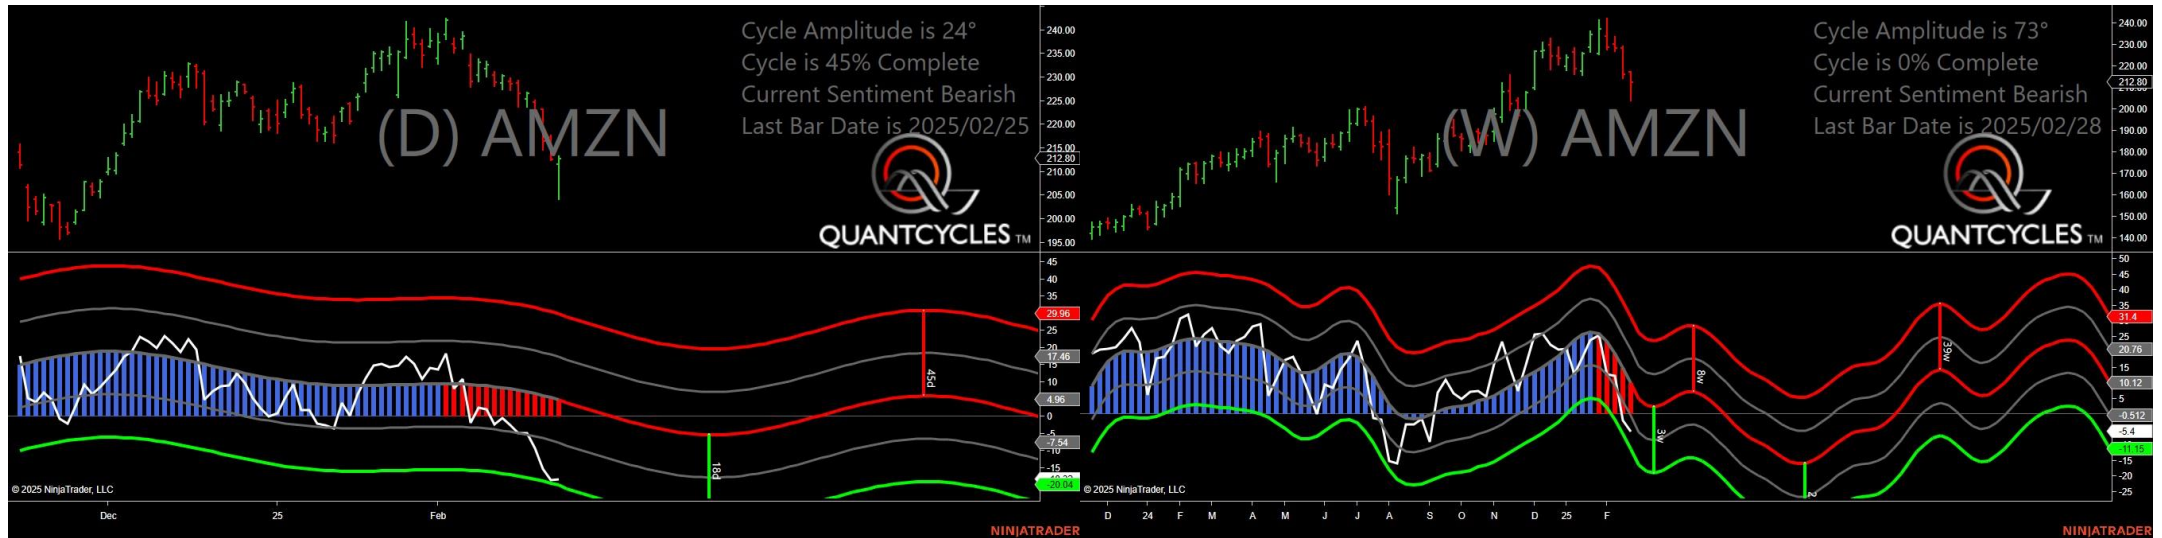 Cycle Amplitude is 24°
Cycle is 45% Complete
Current Sentiment Bearish
Last Bar Date is 2025/02/25
(D) AMZN
QUANTCYCLES TM
240.00
235.00
230.00
225.00
220.00
215.00
212.80
210.00
205.00
200.00
195.00
45
40
35
29.96
25
20
17.46
15
10
4.96
0
-5
-7.54
-10
-15
-20.04
45d
18d
© 2025 NinjaTrader, LLC
Dec
25
Feb
NINJATRADER
Cycle Amplitude is 73°
Cycle is 0% Complete
Current Sentiment Bearish
Last Bar Date is 2025/02/28
(W) AMZN
QUANTCYCLES TM
240.00
230.00
220.00
212.80
200.00
190.00
180.00
170.00
160.00
150.00
140.00
50
45
40
35
31.4
25
20.76
15
10.12
5
-0.512
-5.4
-11.15
-15
-20
-25
39w
8w
3w
© 2025 NinjaTrader, LLC
D
24
F
M
A
M
J
J
A
S
O
N
D
25
F
NINJATRADER